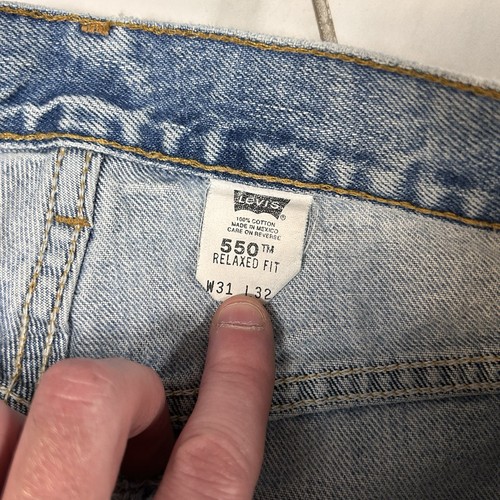 Levi's ®
100% COTTON
MADE IN MEXICO
CARE ON REVERSE
550™
RELAXED FIT
W31 L32